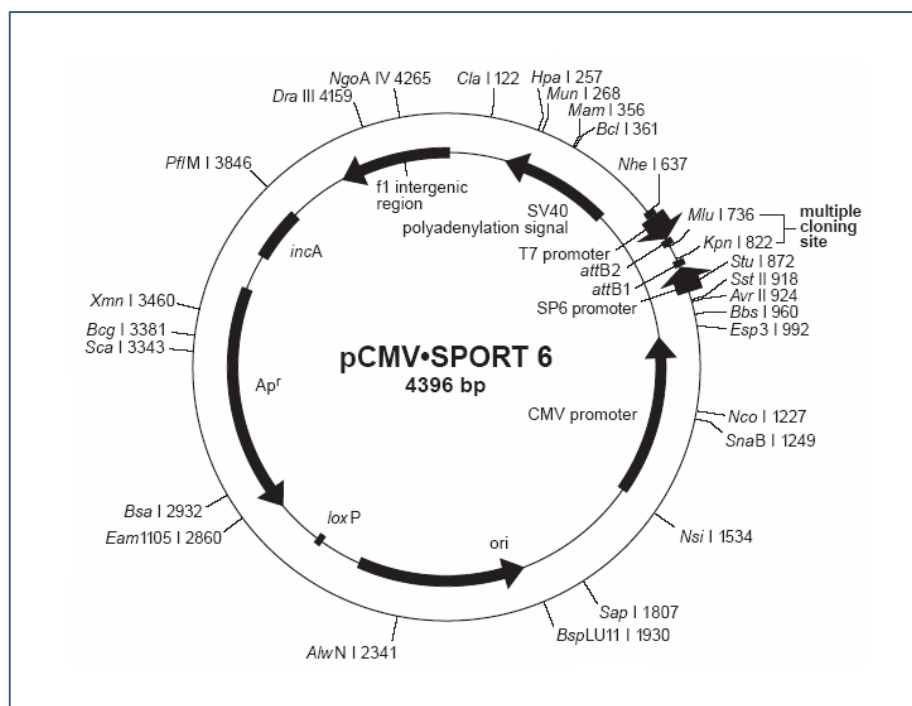 NgoA IV 4265
Dra III 4159
PflM I 3846
Xmn I 3460
Bcg I 3381
Sca I 3343
Bsa I 2932
Eam1105 I 2860
AlwN I 2341
Cla I 122
Hpa I 257
Mun I 268
Mam I 356
Bcl I 361
Nhe I 637
Mlu I 736
Kpn I 822
multiple
cloning
site
Stu I 872
Sst II 918
Avr II 924
Bbs I 960
Esp3 I 992
Nco I 1227
SnaB I 1249
Nsi I 1534
Sap I 1807
BspLU11 I 1930
f1 intergenic
region
SV40
polyadenylation signal
T7 promoter
attB2
attB1
SP6 promoter
incA
pCMV•SPORT 6
4396 bp
Apr
CMV promoter
loxP
ori